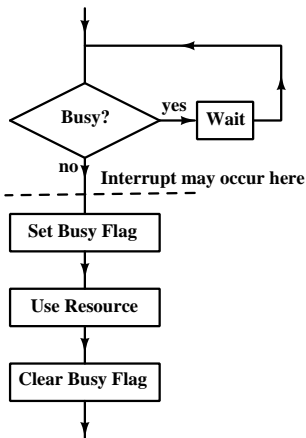 Busy?
yes
Wait
no
Interrupt may occur here
Set Busy Flag
Use Resource
Clear Busy Flag